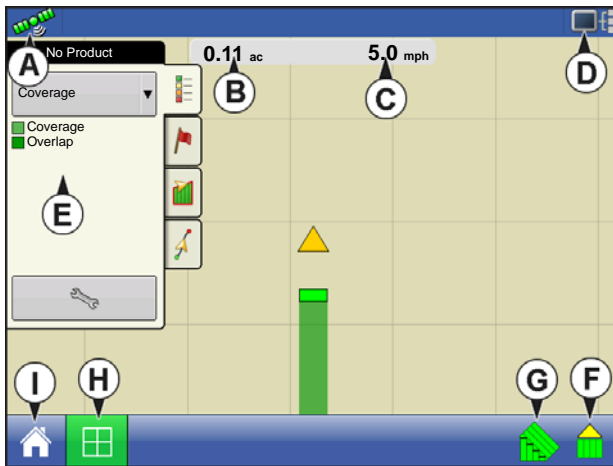 A
No Product
0.11 ac
5.0 mph
B
C
D
Coverage
Coverage
Overlap
E
I
H
G
F